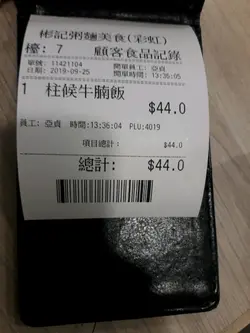 彬記粥麵美食(彩虹)
檯: 7 顧客食品記錄
單號: 11421104 開單員工: 亞貞
日期: 2019-09-25 開單時間: 13:35:05
1 柱候牛腩飯 $44.0
員工: 亞貞 時間:13:36:04 PLU:4019
項目總計: $44.0
總計: $44.0